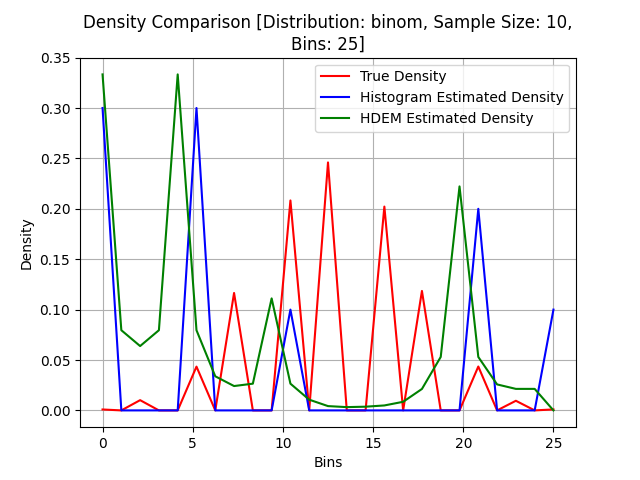 Density Comparison [Distribution: binom, Sample Size: 10,
Bins: 25]
True Density
Histogram Estimated Density
HDEM Estimated Density
Density
0.35
0.30
0.25
0.20
0.15
0.10
0.05
0.00
0 5 10 15 20 25
Bins